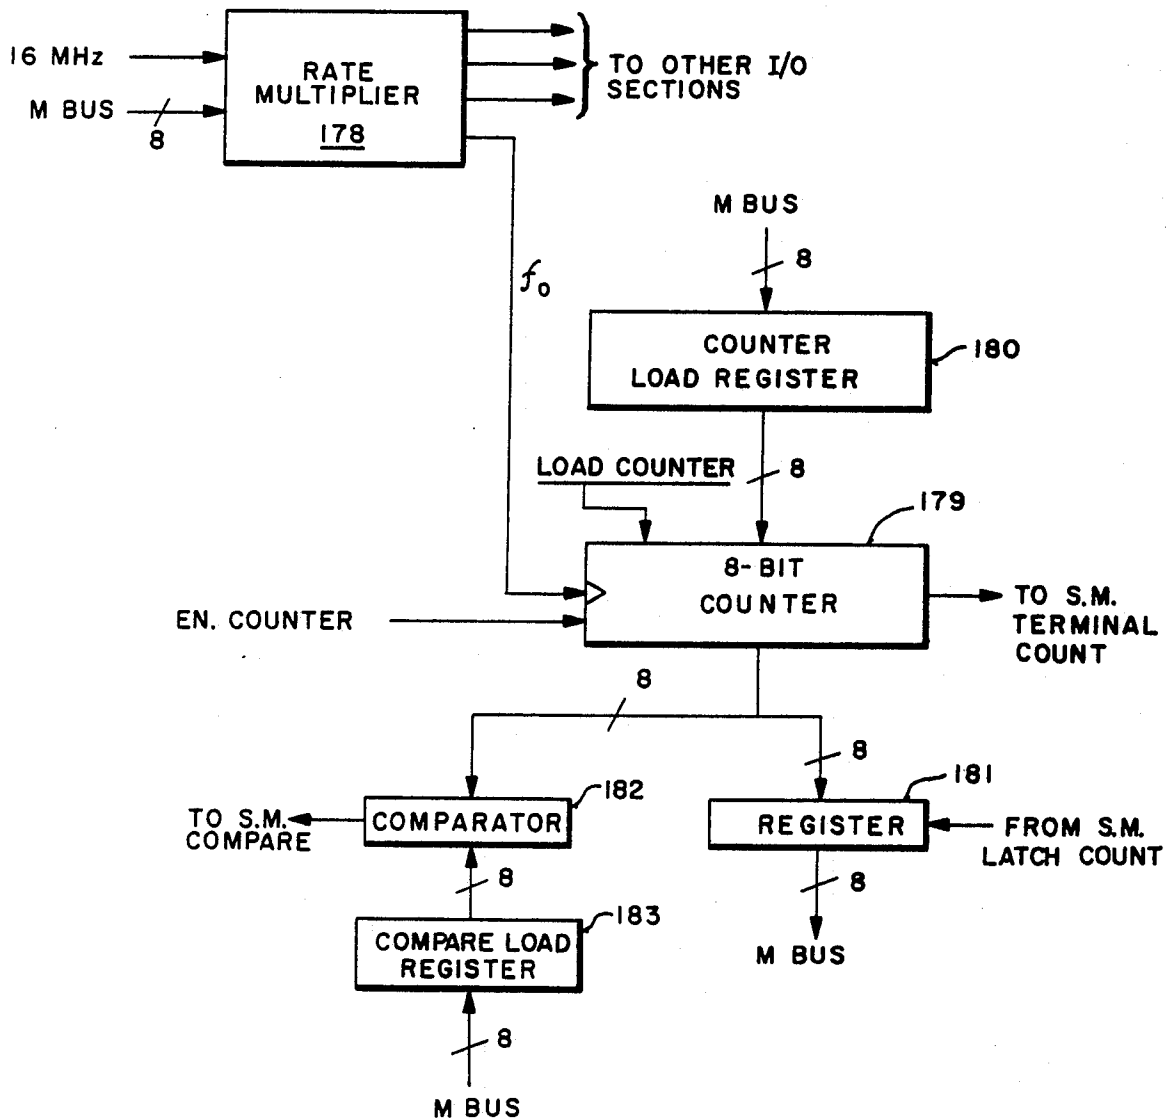 16 MHz
M BUS
8
RATE
MULTIPLIER
178
TO OTHER I/O
SECTIONS
f₀
M BUS
8
COUNTER
LOAD REGISTER
180
LOAD COUNTER
8
179
8-BIT
COUNTER
EN. COUNTER
TO S.M.
TERMINAL
COUNT
8
8
182
181
TO S.M.
COMPARE
COMPARATOR
REGISTER
FROM S.M.
LATCH COUNT
8
8
183
COMPARE LOAD
REGISTER
M BUS
8
M BUS